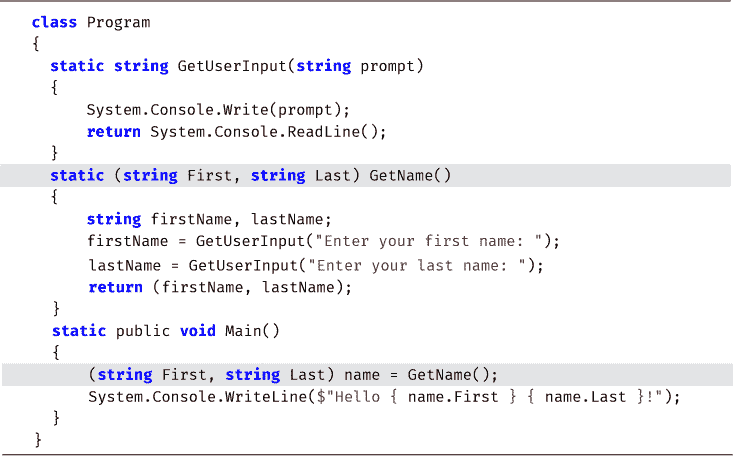 class Program
{
static string GetUserInput(string prompt)
{
System.Console.Write(prompt);
return System.Console.ReadLine();
}
static (string First, string Last) GetName()
{
string firstName, lastName;
firstName = GetUserInput("Enter your first name: ");
lastName = GetUserInput("Enter your last name: ");
return (firstName, lastName);
}
static public void Main()
{
(string First, string Last) name = GetName();
System.Console.WriteLine($"Hello { name.First } { name.Last }!");
}
}